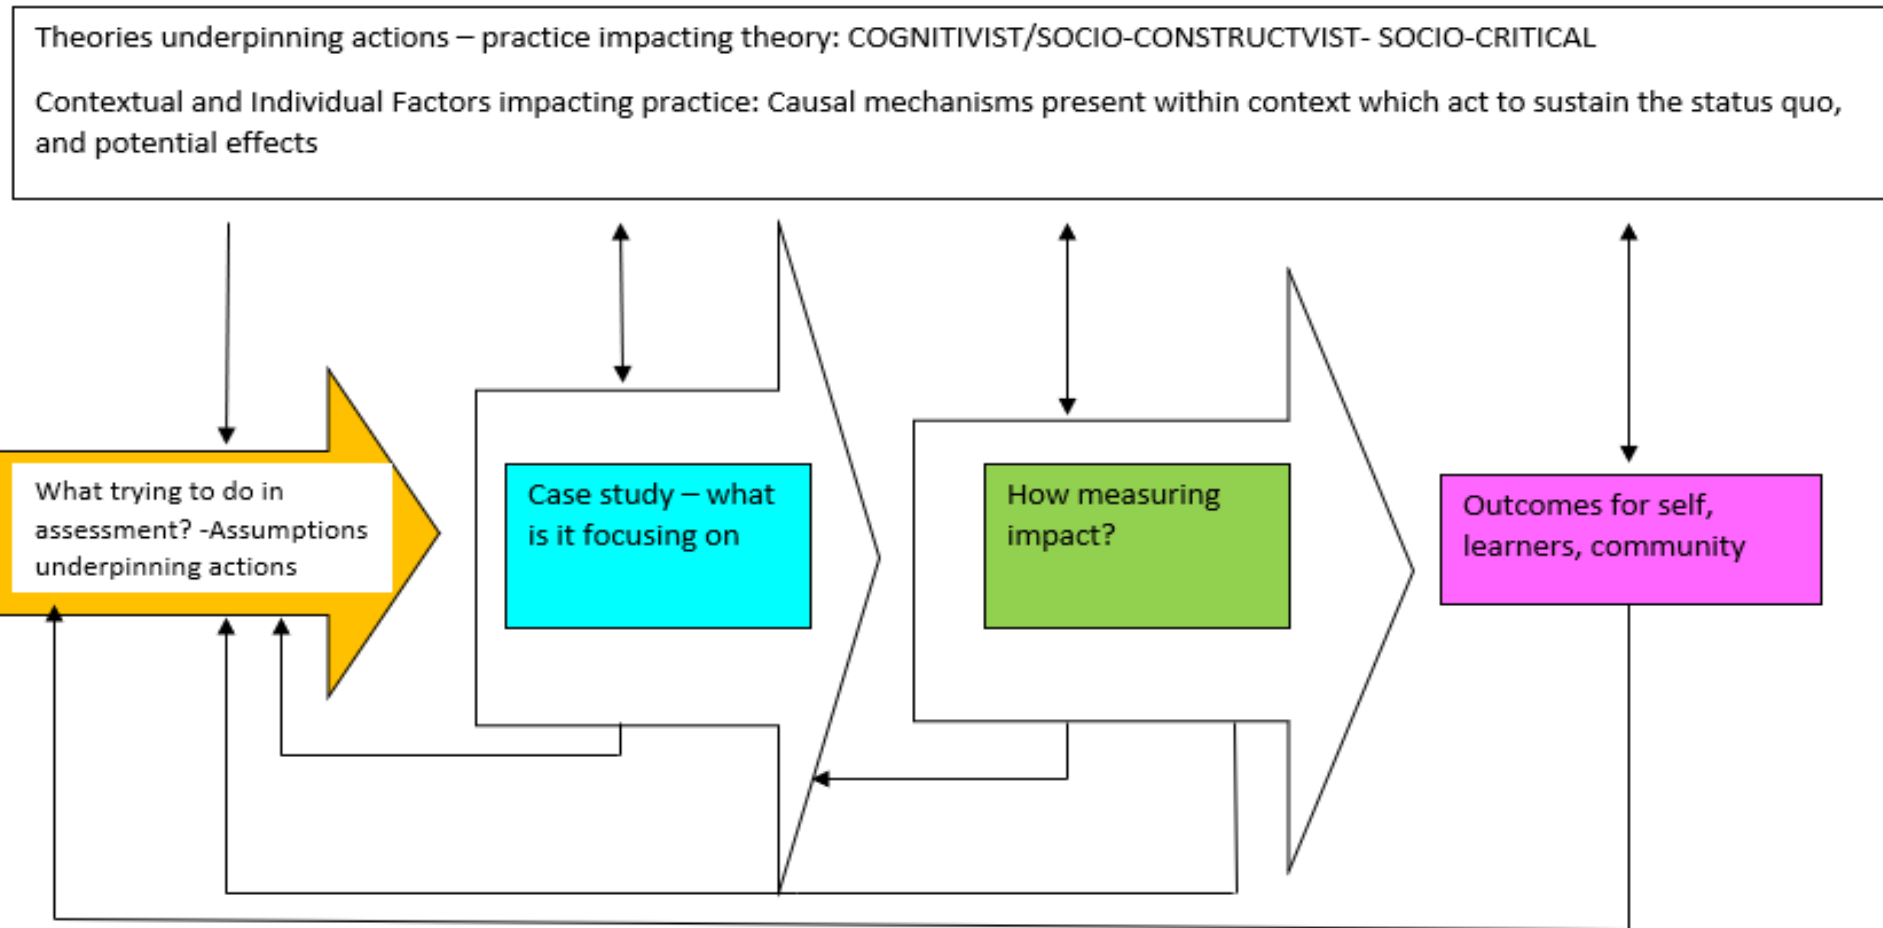 Theories underpinning actions – practice impacting theory: COGNITIVIST/SOCIO-CONSTRUCTVIST- SOCIO-CRITICAL
Contextual and Individual Factors impacting practice: Causal mechanisms present within context which act to sustain the status quo,
and potential effects
What trying to do in
assessment? -Assumptions
underpinning actions
Case study – what
is it focusing on
How measuring
impact?
Outcomes for self,
learners, community